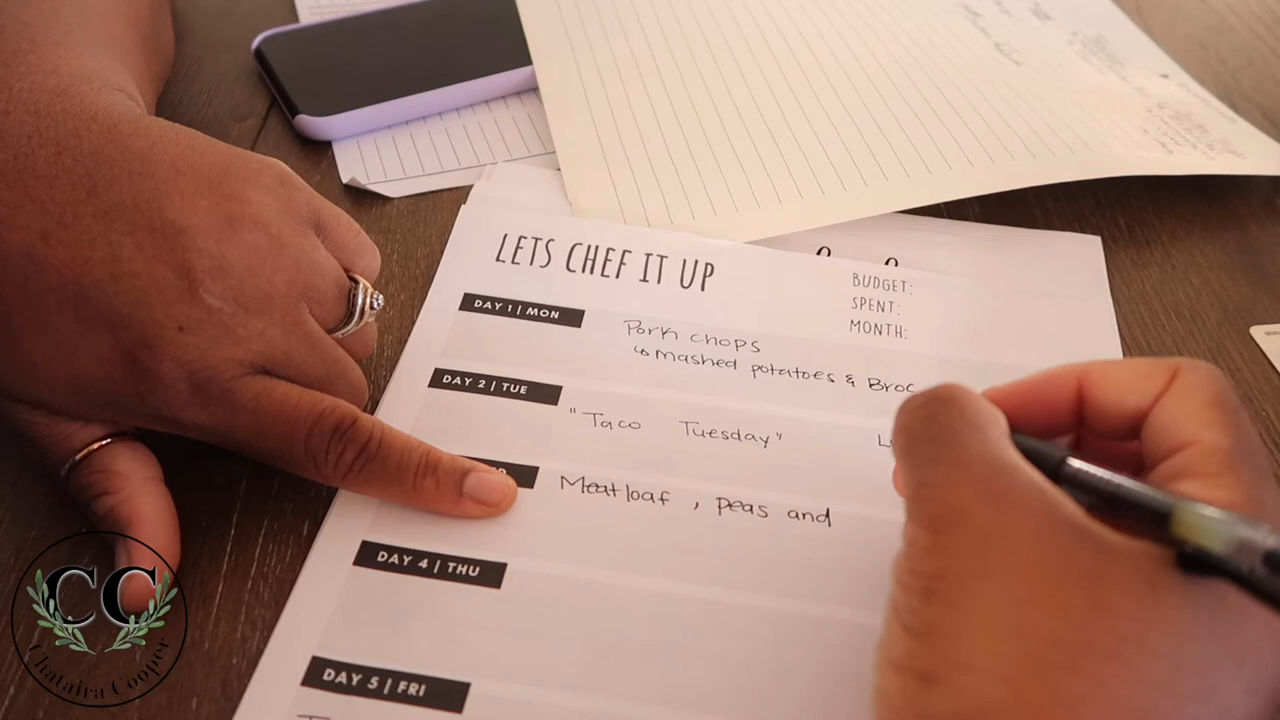 LETS CHEF IT UP
BUDGET:
SPENT:
MONTH:
DAY 1 | MON
Pork chops
↳ Mashed potatoes & Broc
DAY 2 | TUE
"Taco Tuesday"
Meatloaf , peas and
DAY 4 | THU
DAY 5 | FRI
CC
Chataira Cooper